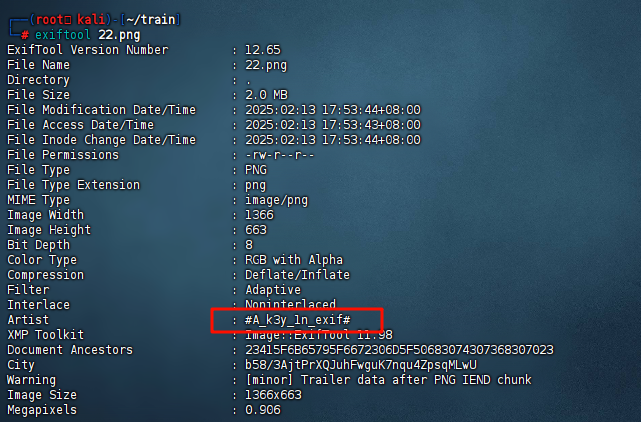 (root㉿kali)-[~/train]
# exiftool 22.png
ExifTool Version Number : 12.65
File Name : 22.png
Directory : .
File Size : 2.0 MB
File Modification Date/Time : 2025:02:13 17:53:44+08:00
File Access Date/Time : 2025:02:13 17:53:43+08:00
File Inode Change Date/Time : 2025:02:13 17:53:44+08:00
File Permissions : -rw-r--r--
File Type : PNG
File Type Extension : png
MIME Type : image/png
Image Width : 1366
Image Height : 663
Bit Depth : 8
Color Type : RGB with Alpha
Compression : Deflate/Inflate
Filter : Adaptive
Interlace : Noninterlaced
Artist : #A_k3y_1n_exif#
XMP Toolkit : Image::ExifTool 11.98
Document Ancestors : 23415F6B65795F6672306D5F50683074307368307023
City : b58/3AjtPrXQJuhFwguK7nqu4ZpsqMLwU
Warning : [minor] Trailer data after PNG IEND chunk
Image Size : 1366x663
Megapixels : 0.906